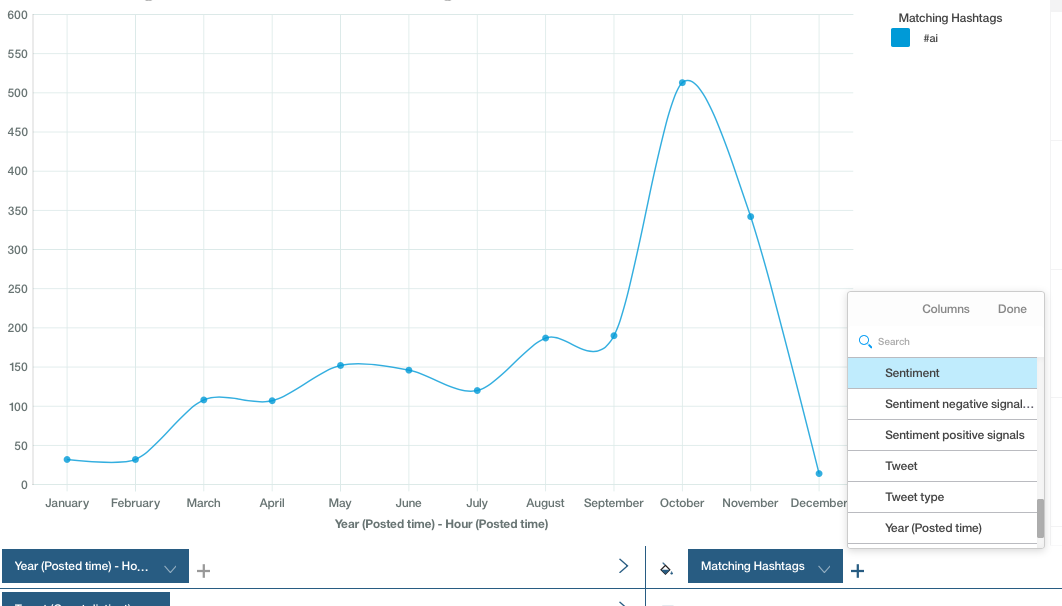 Matching Hashtags
#ai
600
550
500
450
400
350
300
250
200
150
100
50
0
January February March April May June July August September October November December
Year (Posted time) - Hour (Posted time)
Columns Done
Search
Sentiment
Sentiment negative signal...
Sentiment positive signals
Tweet
Tweet type
Year (Posted time)
Year (Posted time) - Ho...
Matching Hashtags